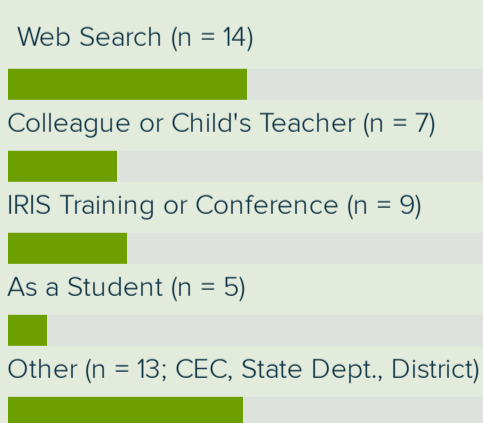 Web Search (n = 14)
Colleague or Child's Teacher (n = 7)
IRIS Training or Conference (n = 9)
As a Student (n = 5)
Other (n = 13; CEC, State Dept., District)